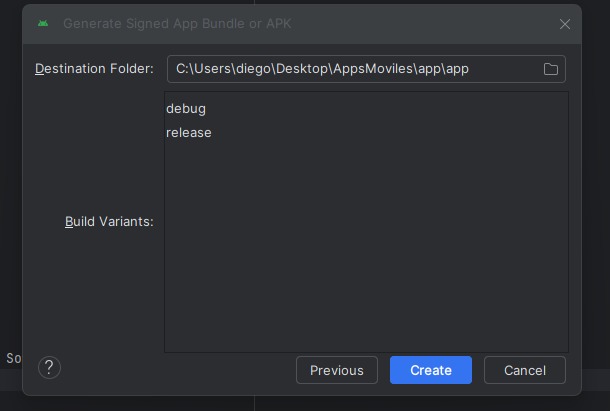 Generate Signed App Bundle or APK
Destination Folder: C:\Users\diego\Desktop\AppsMoviles\app\app
debug
release
Build Variants:
So
? Previous Create Cancel